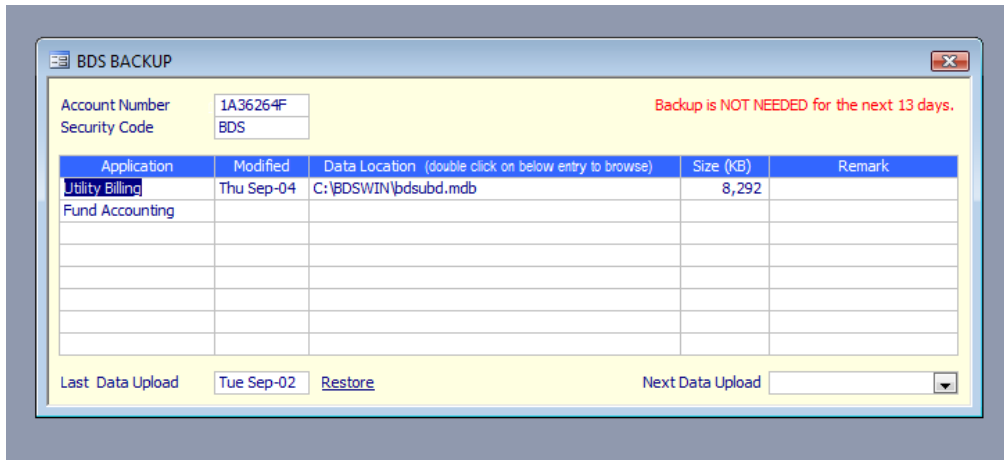 BDS BACKUP
Account Number 1A36264F Backup is NOT NEEDED for the next 13 days.
Security Code BDS
Application Modified Data Location (double click on below entry to browse) Size (KB) Remark
Utility Billing Thu Sep-04 C:\BDSWIN\bdsubd.mdb 8,292
Fund Accounting
Last Data Upload Tue Sep-02 Restore Next Data Upload